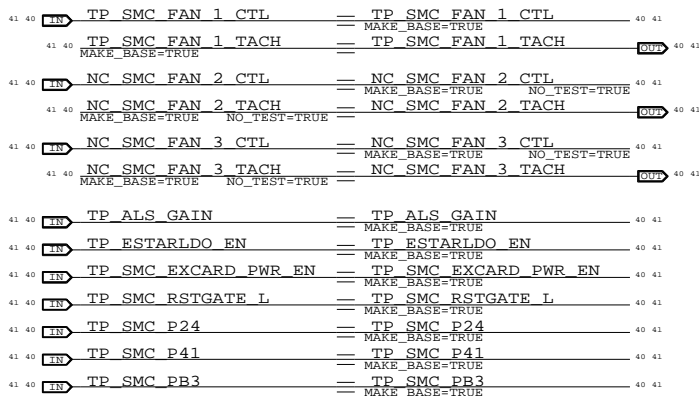 41 40 IN TP_SMC_FAN_1_CTL TP_SMC_FAN_1_CTL 40 41
MAKE_BASE=TRUE
41 40 TP_SMC_FAN_1_TACH TP_SMC_FAN_1_TACH OUT 40 41
MAKE_BASE=TRUE
41 40 IN NC_SMC_FAN_2_CTL NC_SMC_FAN_2_CTL 40 41
MAKE_BASE=TRUE NO_TEST=TRUE
41 40 NC_SMC_FAN_2_TACH NC_SMC_FAN_2_TACH OUT 40 41
MAKE_BASE=TRUE NO_TEST=TRUE
41 40 IN NC_SMC_FAN_3_CTL NC_SMC_FAN_3_CTL 40 41
MAKE_BASE=TRUE NO_TEST=TRUE
41 40 NC_SMC_FAN_3_TACH NC_SMC_FAN_3_TACH OUT 40 41
MAKE_BASE=TRUE NO_TEST=TRUE
41 40 IN TP_ALS_GAIN TP_ALS_GAIN 40 41
MAKE_BASE=TRUE
41 40 IN TP_ESTARLDO_EN TP_ESTARLDO_EN 40 41
MAKE_BASE=TRUE
41 40 IN TP_SMC_EXCARD_PWR_EN TP_SMC_EXCARD_PWR_EN 40 41
MAKE_BASE=TRUE
41 40 IN TP_SMC_RSTGATE_L TP_SMC_RSTGATE_L 40 41
MAKE_BASE=TRUE
41 40 IN TP_SMC_P24 TP_SMC_P24 40 41
MAKE_BASE=TRUE
41 40 IN TP_SMC_P41 TP_SMC_P41 40 41
MAKE_BASE=TRUE
41 40 IN TP_SMC_PB3 TP_SMC_PB3 40 41
MAKE_BASE=TRUE